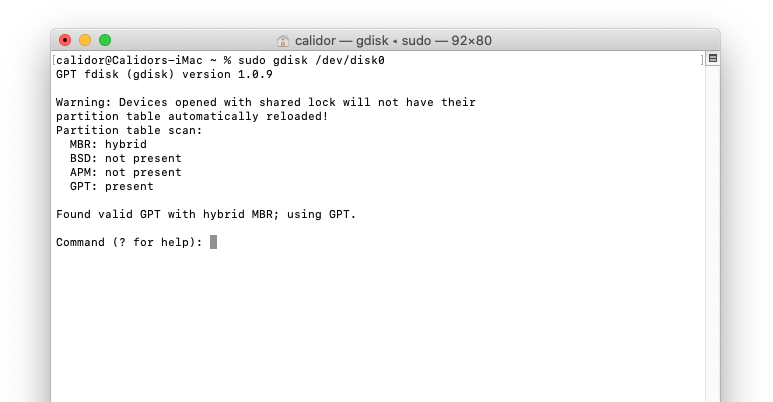 calidor — gdisk ◂ sudo — 92×80
[calidor@Calidors-iMac ~ % sudo gdisk /dev/disk0 ]
GPT fdisk (gdisk) version 1.0.9
Warning: Devices opened with shared lock will not have their
partition table automatically reloaded!
Partition table scan:
  MBR: hybrid
  BSD: not present
  APM: not present
  GPT: present
Found valid GPT with hybrid MBR; using GPT.
Command (? for help):